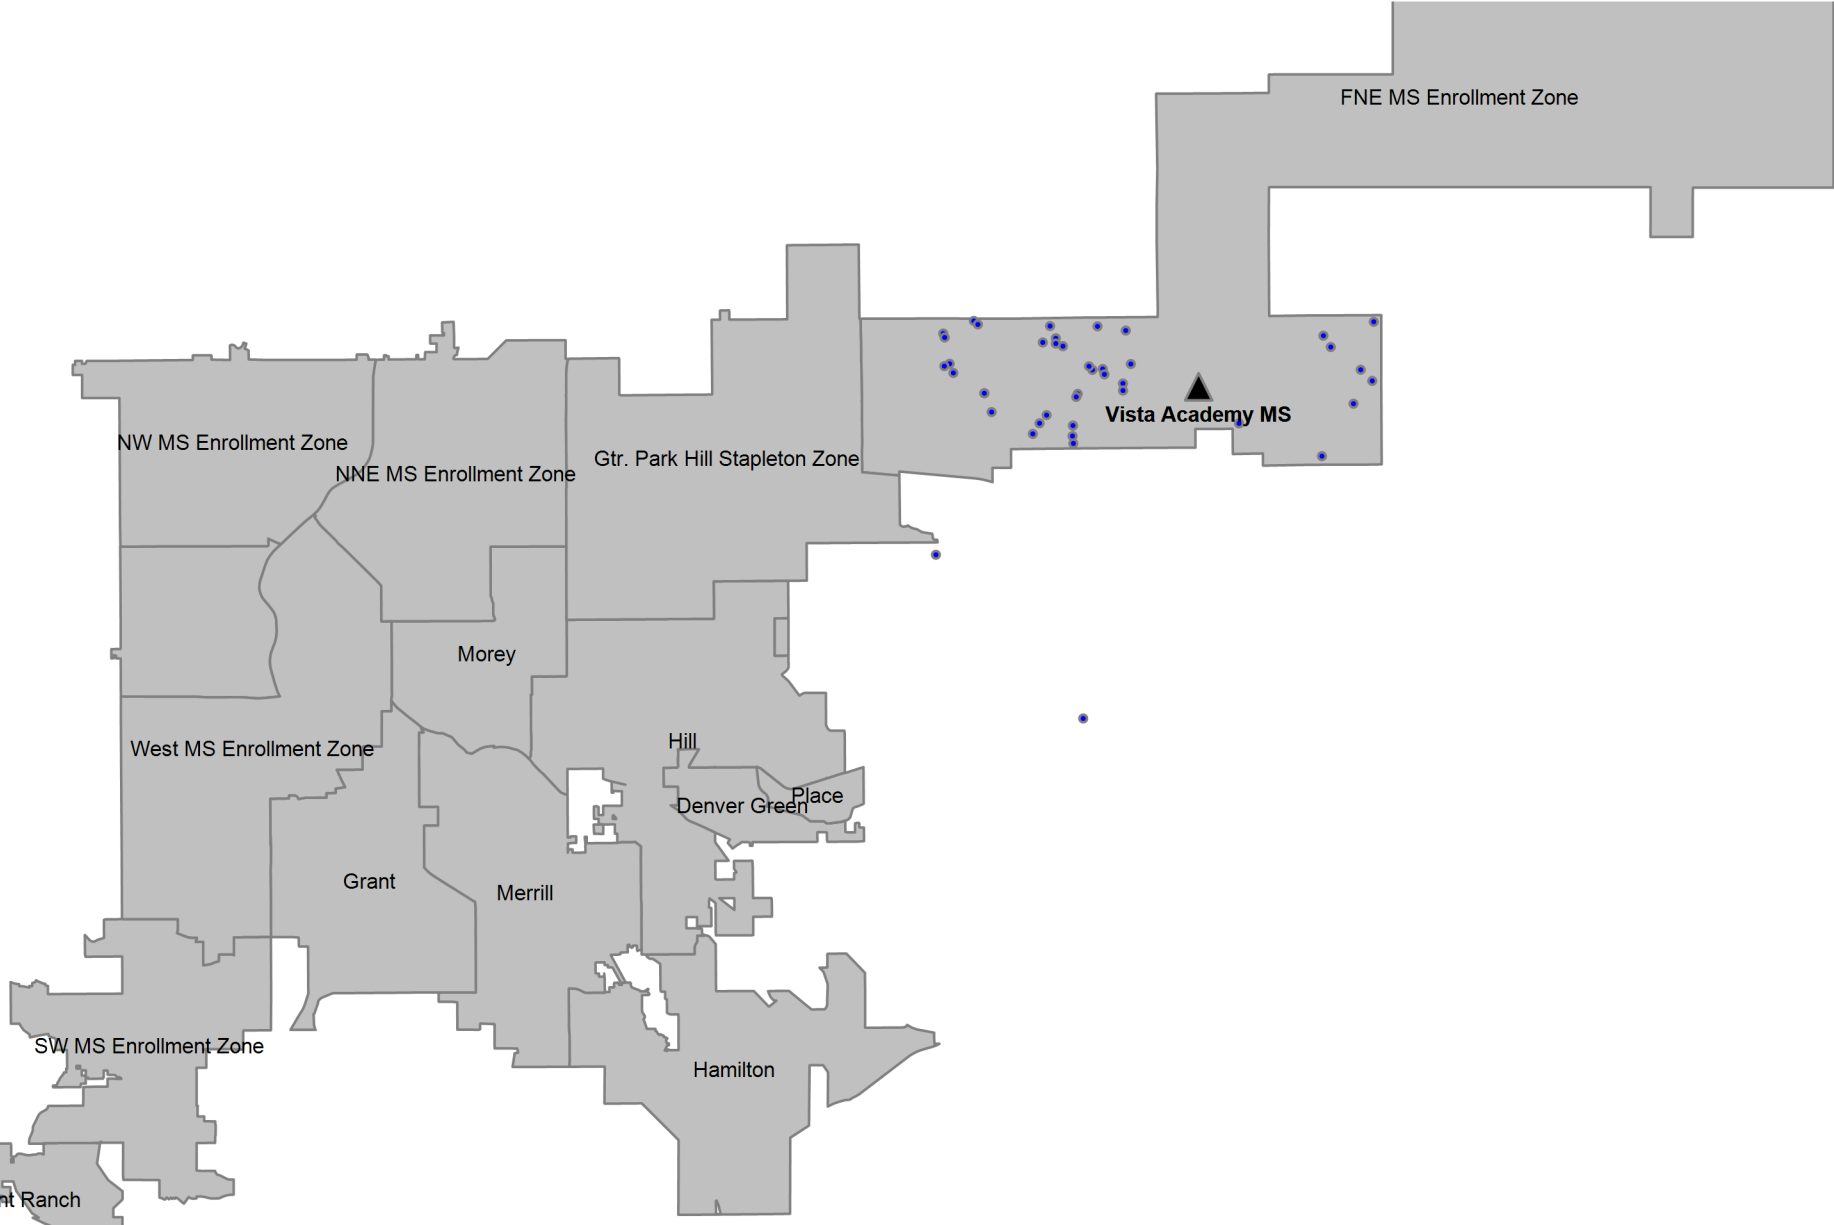 FNE MS Enrollment Zone
Vista Academy MS
NW MS Enrollment Zone
Gtr. Park Hill Stapleton Zone
NNE MS Enrollment Zone
Morey
Hill
West MS Enrollment Zone
Place
Denver Green
Grant
Merrill
SW MS Enrollment Zone
Hamilton
nt Ranch